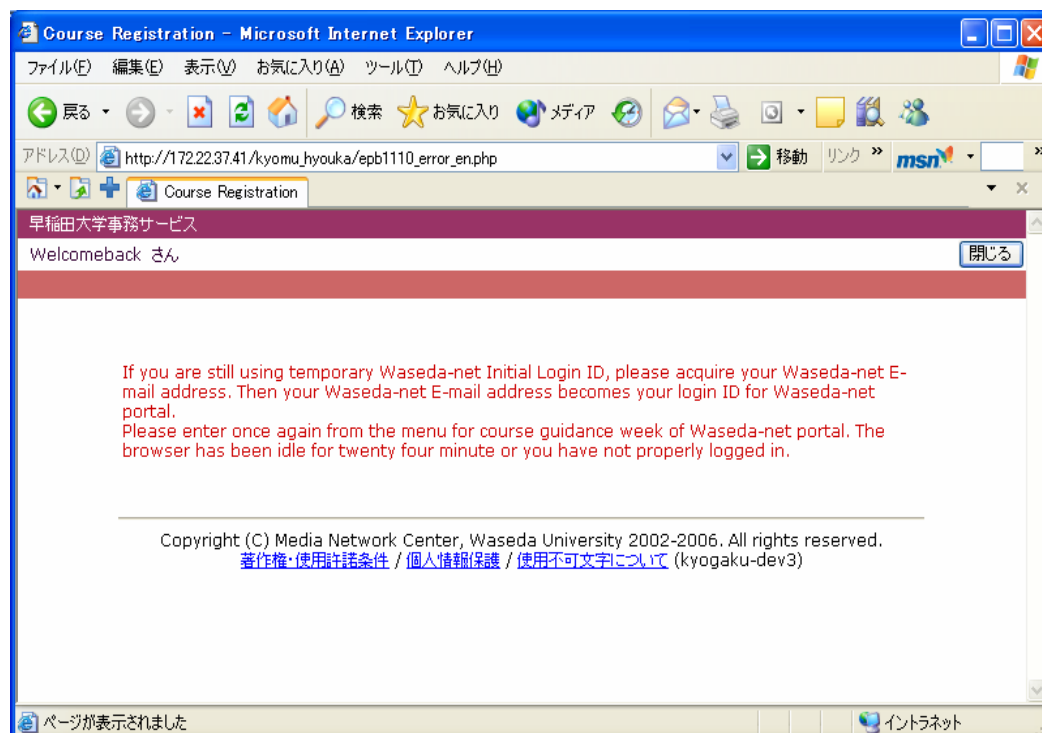 Course Registration - Microsoft Internet Explorer
ファイル(F) 編集(E) 表示(V) お気に入り(A) ツール(T) ヘルプ(H)
戻る 検索 お気に入り メディア
アドレス(D) http://172.22.37.41/kyomu_hyouka/epb1110_error_en.php 移動 リンク » msn »
Course Registration
早稲田大学事務サービス
Welcomeback さん 閉じる
If you are still using temporary Waseda-net Initial Login ID, please acquire your Waseda-net E-
mail address. Then your Waseda-net E-mail address becomes your login ID for Waseda-net
portal.
Please enter once again from the menu for course guidance week of Waseda-net portal. The
browser has been idle for twenty four minute or you have not properly logged in.
Copyright (C) Media Network Center, Waseda University 2002-2006. All rights reserved.
著作権・使用許諾条件 / 個人情報保護 / 使用不可文字について (kyogaku-dev3)
ページが表示されました イントラネット